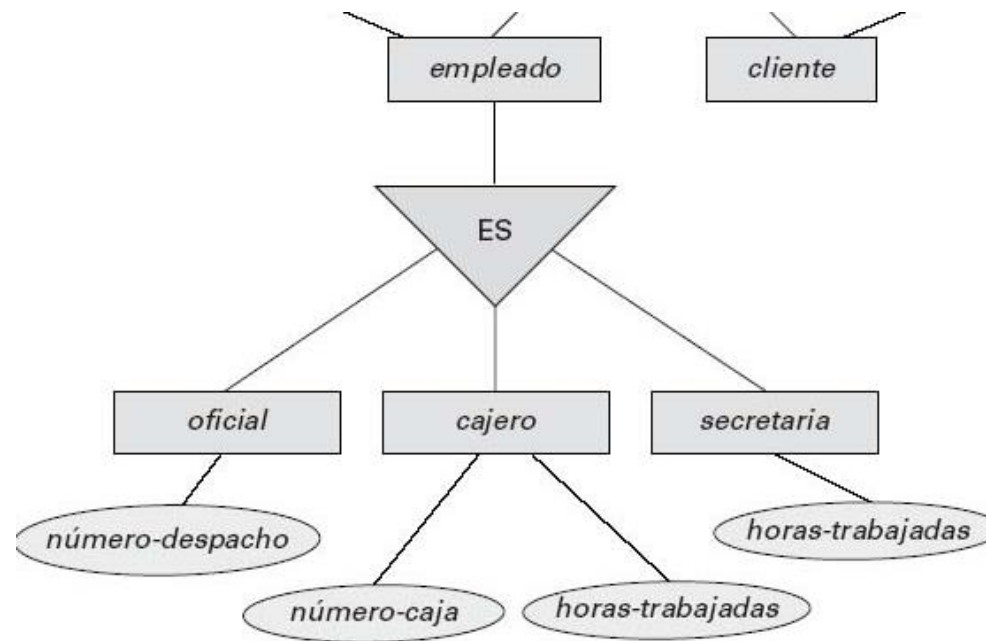 empleado
cliente
ES
oficial
cajero
secretaria
número-despacho
horas-trabajadas
número-caja
horas-trabajadas